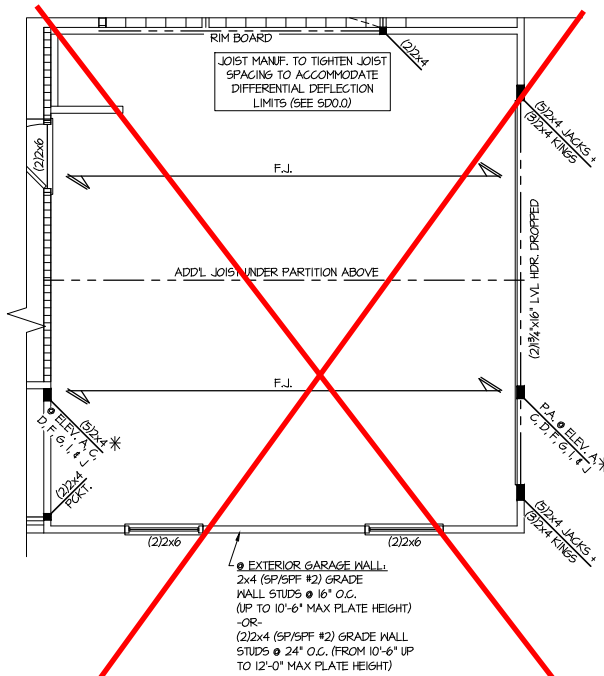 RIM BOARD
(2)2x4
JOIST MANUF. TO TIGHTEN JOIST
SPACING TO ACCOMMODATE
DIFFERENTIAL DEFLECTION
LIMITS (SEE SD0.0)
(5)2x4 JACKS +
(3)2x4 KINGS
(2)2x6
F.J.
ADD'L JOIST UNDER PARTITION ABOVE
(2)1¾"x16" LVL HDR. DROPPED
F.J.
(5)2x4 *
@ ELEV. A, C,
D, F, G, I, & J
P.A. @ ELEV. A, *
C, D, F, G, I, & J
(2)2x4
PCKT.
(5)2x4 JACKS +
(3)2x4 KINGS
(2)2x6
(2)2x6
@ EXTERIOR GARAGE WALL:
2x4 (SP/SPF #2) GRADE
WALL STUDS @ 16" O.C.
(UP TO 10'-6" MAX PLATE HEIGHT)
-OR-
(2)2x4 (SP/SPF #2) GRADE WALL
STUDS @ 24" O.C. (FROM 10'-6" UP
TO 12'-0" MAX PLATE HEIGHT)